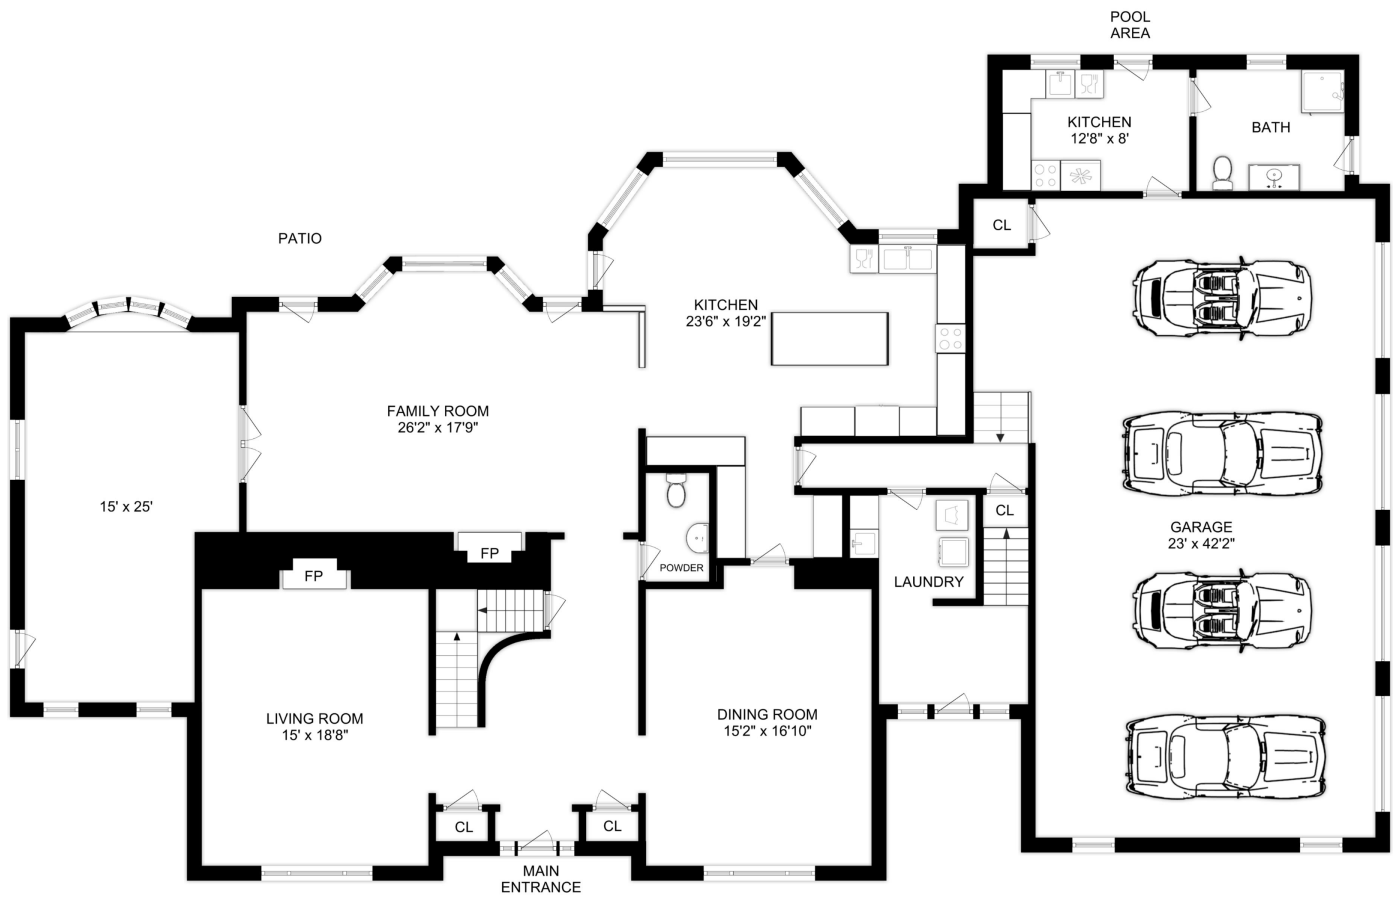 POOL
AREA
KITCHEN
12'8" x 8'
BATH
CL
PATIO
KITCHEN
23'6" x 19'2"
FAMILY ROOM
26'2" x 17'9"
15' x 25'
CL
GARAGE
23' x 42'2"
FP
FP
POWDER
LAUNDRY
LIVING ROOM
15' x 18'8"
DINING ROOM
15'2" x 16'10"
CL
CL
MAIN
ENTRANCE